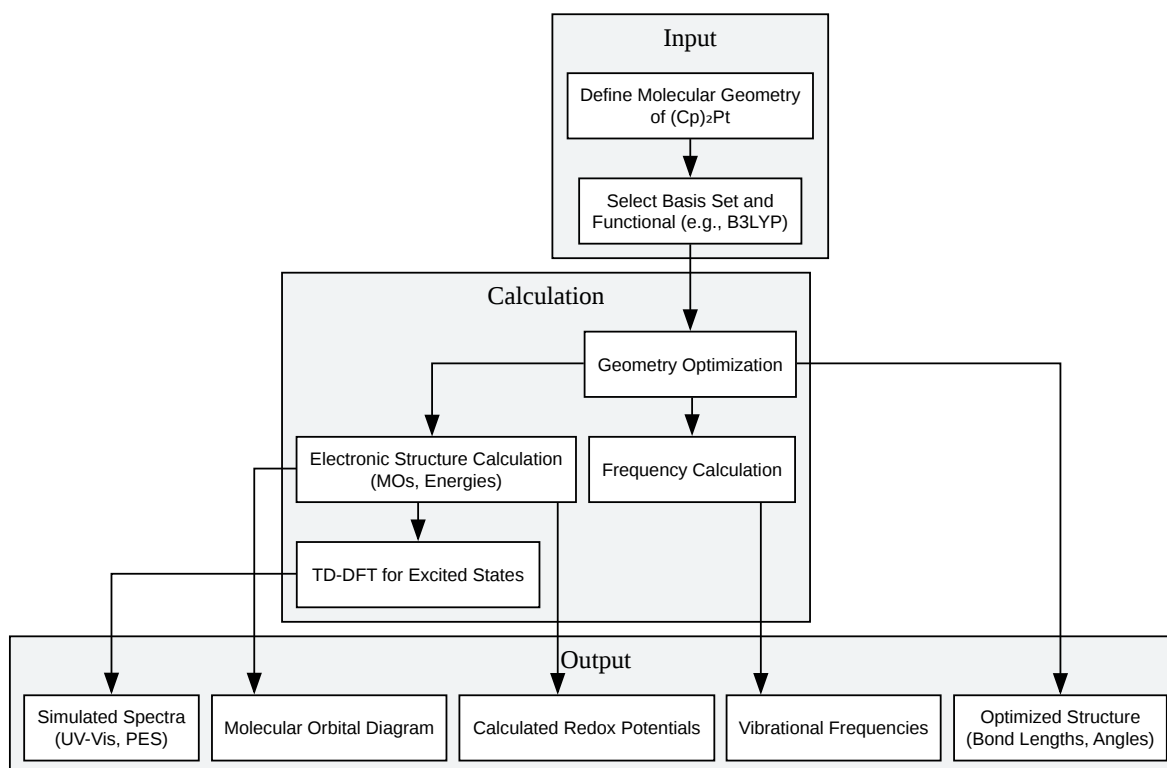 Input
Define Molecular Geometry
of (Cp)₂Pt
Select Basis Set and
Functional (e.g., B3LYP)
Calculation
Geometry Optimization
Electronic Structure Calculation
(MOs, Energies)
Frequency Calculation
TD-DFT for Excited States
Output
Simulated Spectra
(UV-Vis, PES)
Molecular Orbital Diagram
Calculated Redox Potentials
Vibrational Frequencies
Optimized Structure
(Bond Lengths, Angles)